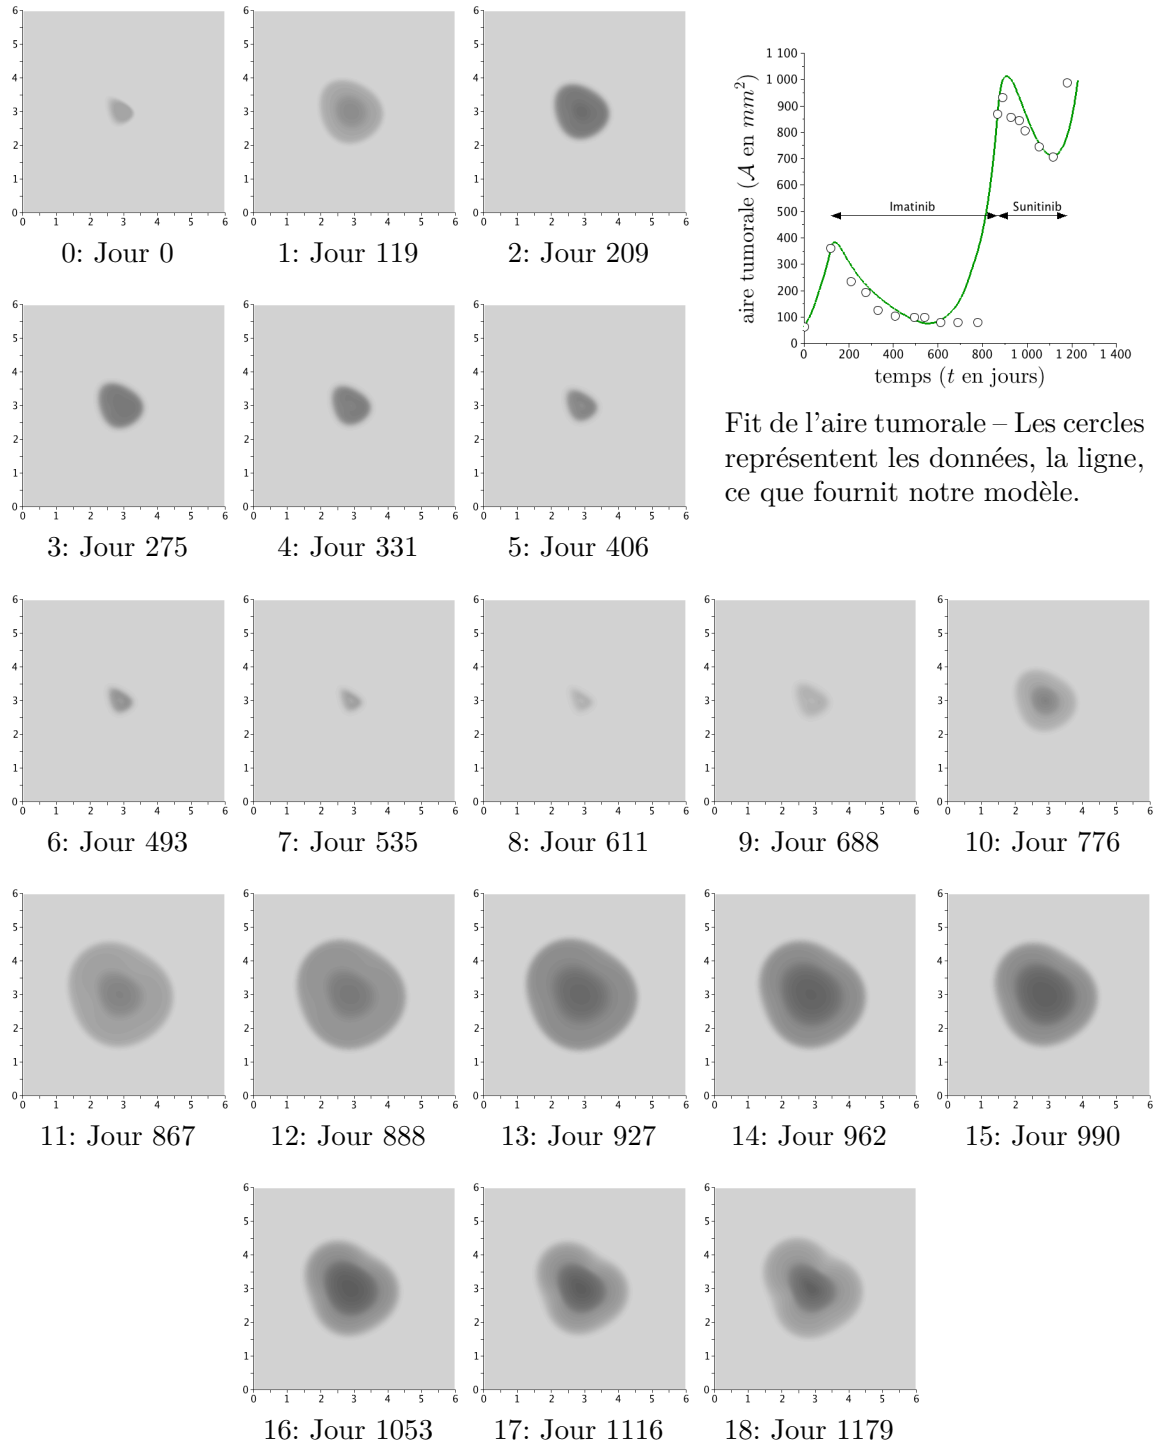 0: Jour 0
1: Jour 119
2: Jour 209
aire tumorale (𝒜 en mm²)
1 100
1 000
900
800
700
600
500
400
300
200
100
0
Imatinib
Sunitinib
0 200 400 600 800 1 000 1 200 1 400
temps (t en jours)
Fit de l'aire tumorale – Les cercles
représentent les données, la ligne,
ce que fournit notre modèle.
3: Jour 275
4: Jour 331
5: Jour 406
6: Jour 493
7: Jour 535
8: Jour 611
9: Jour 688
10: Jour 776
11: Jour 867
12: Jour 888
13: Jour 927
14: Jour 962
15: Jour 990
16: Jour 1053
17: Jour 1116
18: Jour 1179